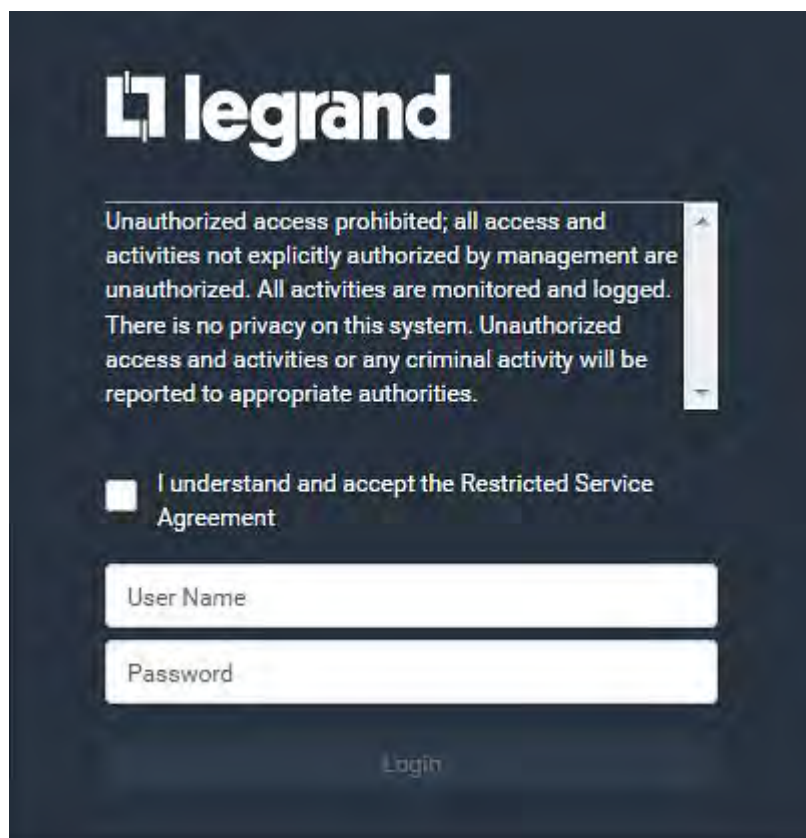 legrand
Unauthorized access prohibited; all access and
activities not explicitly authorized by management are
unauthorized. All activities are monitored and logged.
There is no privacy on this system. Unauthorized
access and activities or any criminal activity will be
reported to appropriate authorities.
I understand and accept the Restricted Service
Agreement
User Name
Password
Login